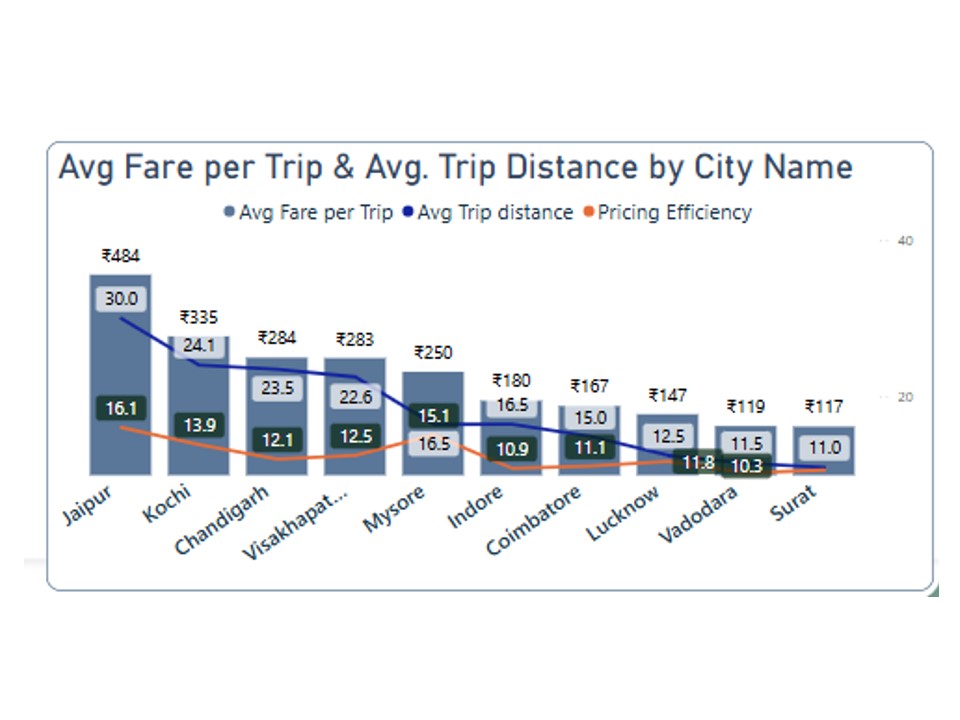 Avg Fare per Trip & Avg. Trip Distance by City Name
Avg Fare per Trip Avg Trip distance Pricing Efficiency
40
₹484
30.0
₹335
24.1
₹284
₹283
₹250
23.5
22.6
₹180
16.5
₹167
15.0
₹147
20
₹119
₹117
16.1
13.9
12.1
12.5
15.1
16.5
10.9
11.1
12.5
11.8
11.5
10.3
11.0
Jaipur
Kochi
Chandigarh
Visakhapat...
Mysore
Indore
Coimbatore
Lucknow
Vadodara
Surat